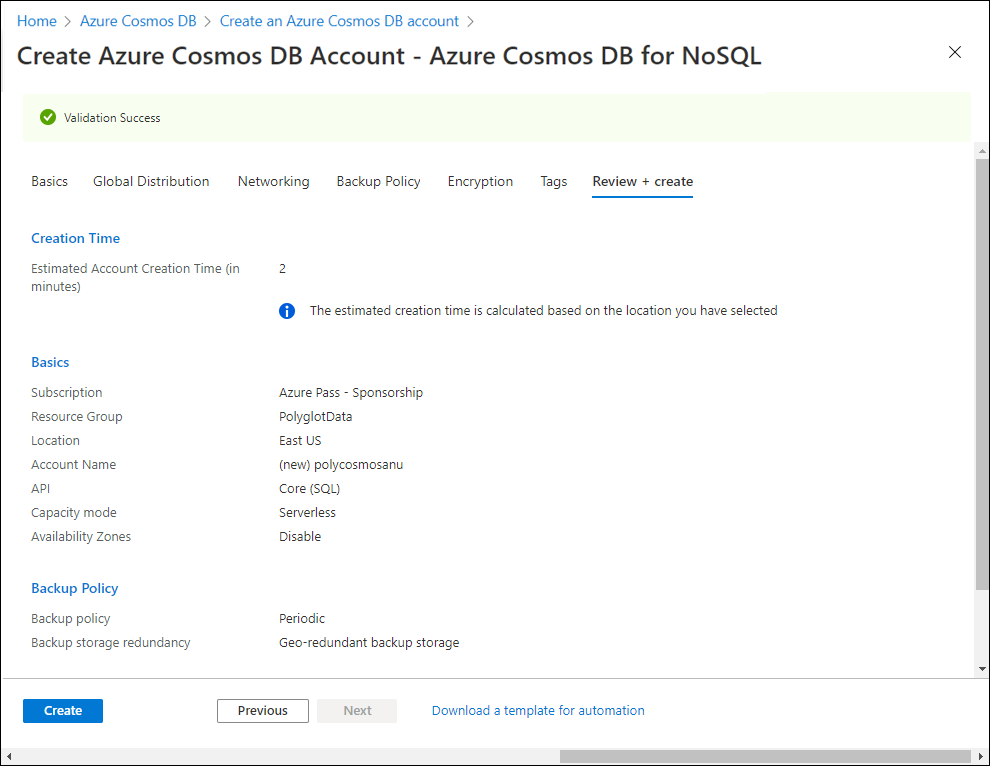 Home > Azure Cosmos DB > Create an Azure Cosmos DB account >
Create Azure Cosmos DB Account - Azure Cosmos DB for NoSQL
Validation Success
Basics Global Distribution Networking Backup Policy Encryption Tags Review + create
Creation Time
Estimated Account Creation Time (in 2
minutes)
The estimated creation time is calculated based on the location you have selected
Basics
Subscription Azure Pass - Sponsorship
Resource Group PolyglotData
Location East US
Account Name (new) polycosmosanu
API Core (SQL)
Capacity mode Serverless
Availability Zones Disable
Backup Policy
Backup policy Periodic
Backup storage redundancy Geo-redundant backup storage
Create Previous Next Download a template for automation